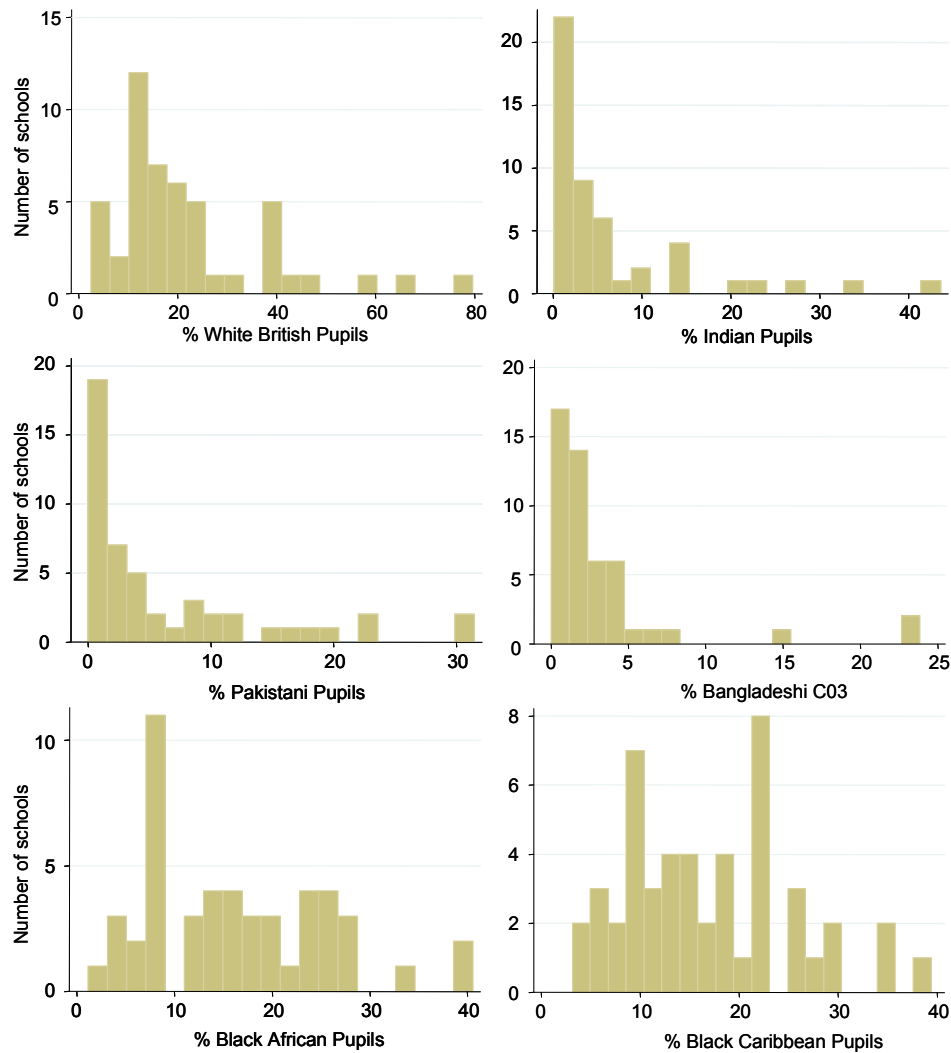 15
10
5
0
Number of schools
0 20 40 60 80
% White British Pupils
20
15
10
5
0
0 10 20 30 40
% Indian Pupils
20
15
10
5
0
Number of schools
0 10 20 30
% Pakistani Pupils
20
15
10
5
0
0 5 10 15 20 25
% Bangladeshi C03
10
5
0
Number of schools
0 10 20 30 40
% Black African Pupils
8
6
4
2
0
0 10 20 30 40
% Black Caribbean Pupils